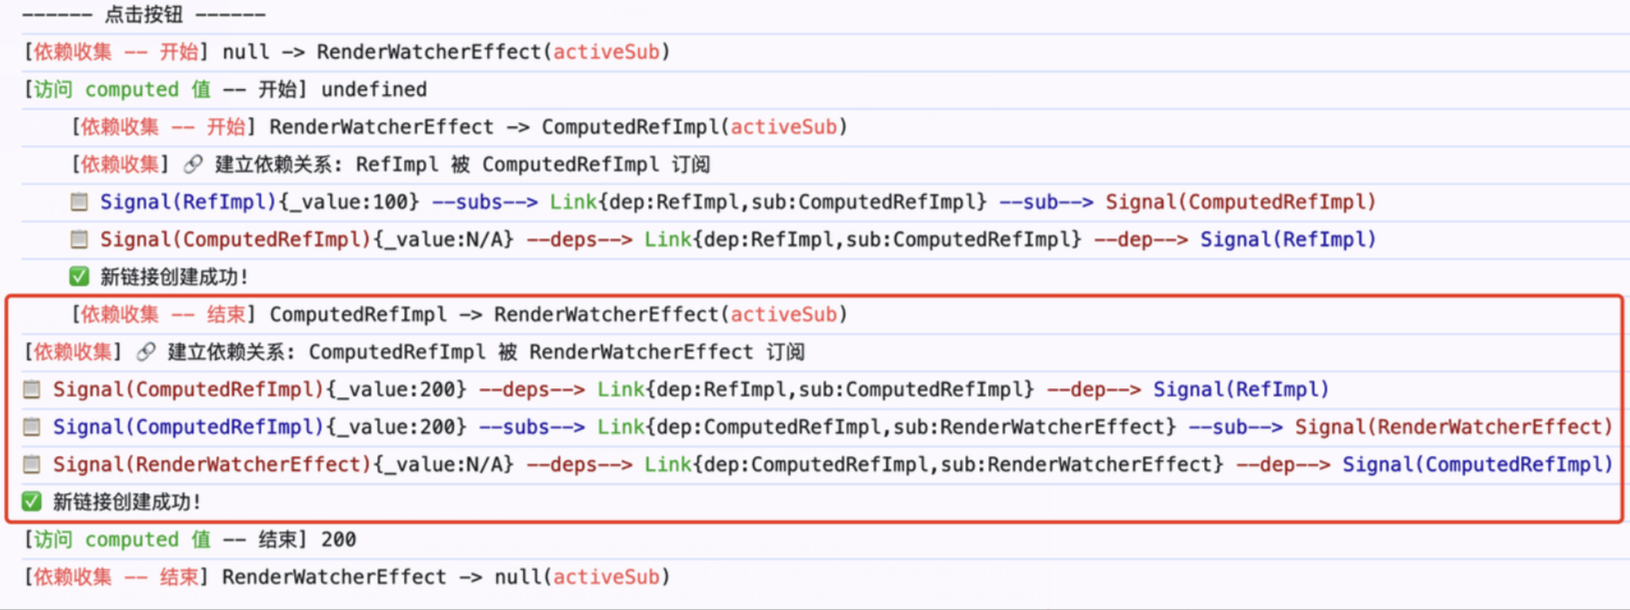 ------ 点击按钮 ------
[依赖收集 -- 开始] null -> RenderWatcherEffect(activeSub)
[访问 computed 值 -- 开始] undefined
[依赖收集 -- 开始] RenderWatcherEffect -> ComputedRefImpl(activeSub)
[依赖收集] 🔗 建立依赖关系: RefImpl 被 ComputedRefImpl 订阅
📋 Signal(RefImpl){_value:100} --subs--> Link{dep:RefImpl,sub:ComputedRefImpl} --sub--> Signal(ComputedRefImpl)
📋 Signal(ComputedRefImpl){_value:N/A} --deps--> Link{dep:RefImpl,sub:ComputedRefImpl} --dep--> Signal(RefImpl)
✅ 新链接创建成功!
[依赖收集 -- 结束] ComputedRefImpl -> RenderWatcherEffect(activeSub)
[依赖收集] 🔗 建立依赖关系: ComputedRefImpl 被 RenderWatcherEffect 订阅
📋 Signal(ComputedRefImpl){_value:200} --deps--> Link{dep:RefImpl,sub:ComputedRefImpl} --dep--> Signal(RefImpl)
📋 Signal(ComputedRefImpl){_value:200} --subs--> Link{dep:ComputedRefImpl,sub:RenderWatcherEffect} --sub--> Signal(RenderWatcherEffect)
📋 Signal(RenderWatcherEffect){_value:N/A} --deps--> Link{dep:ComputedRefImpl,sub:RenderWatcherEffect} --dep--> Signal(ComputedRefImpl)
✅ 新链接创建成功!
[访问 computed 值 -- 结束] 200
[依赖收集 -- 结束] RenderWatcherEffect -> null(activeSub)